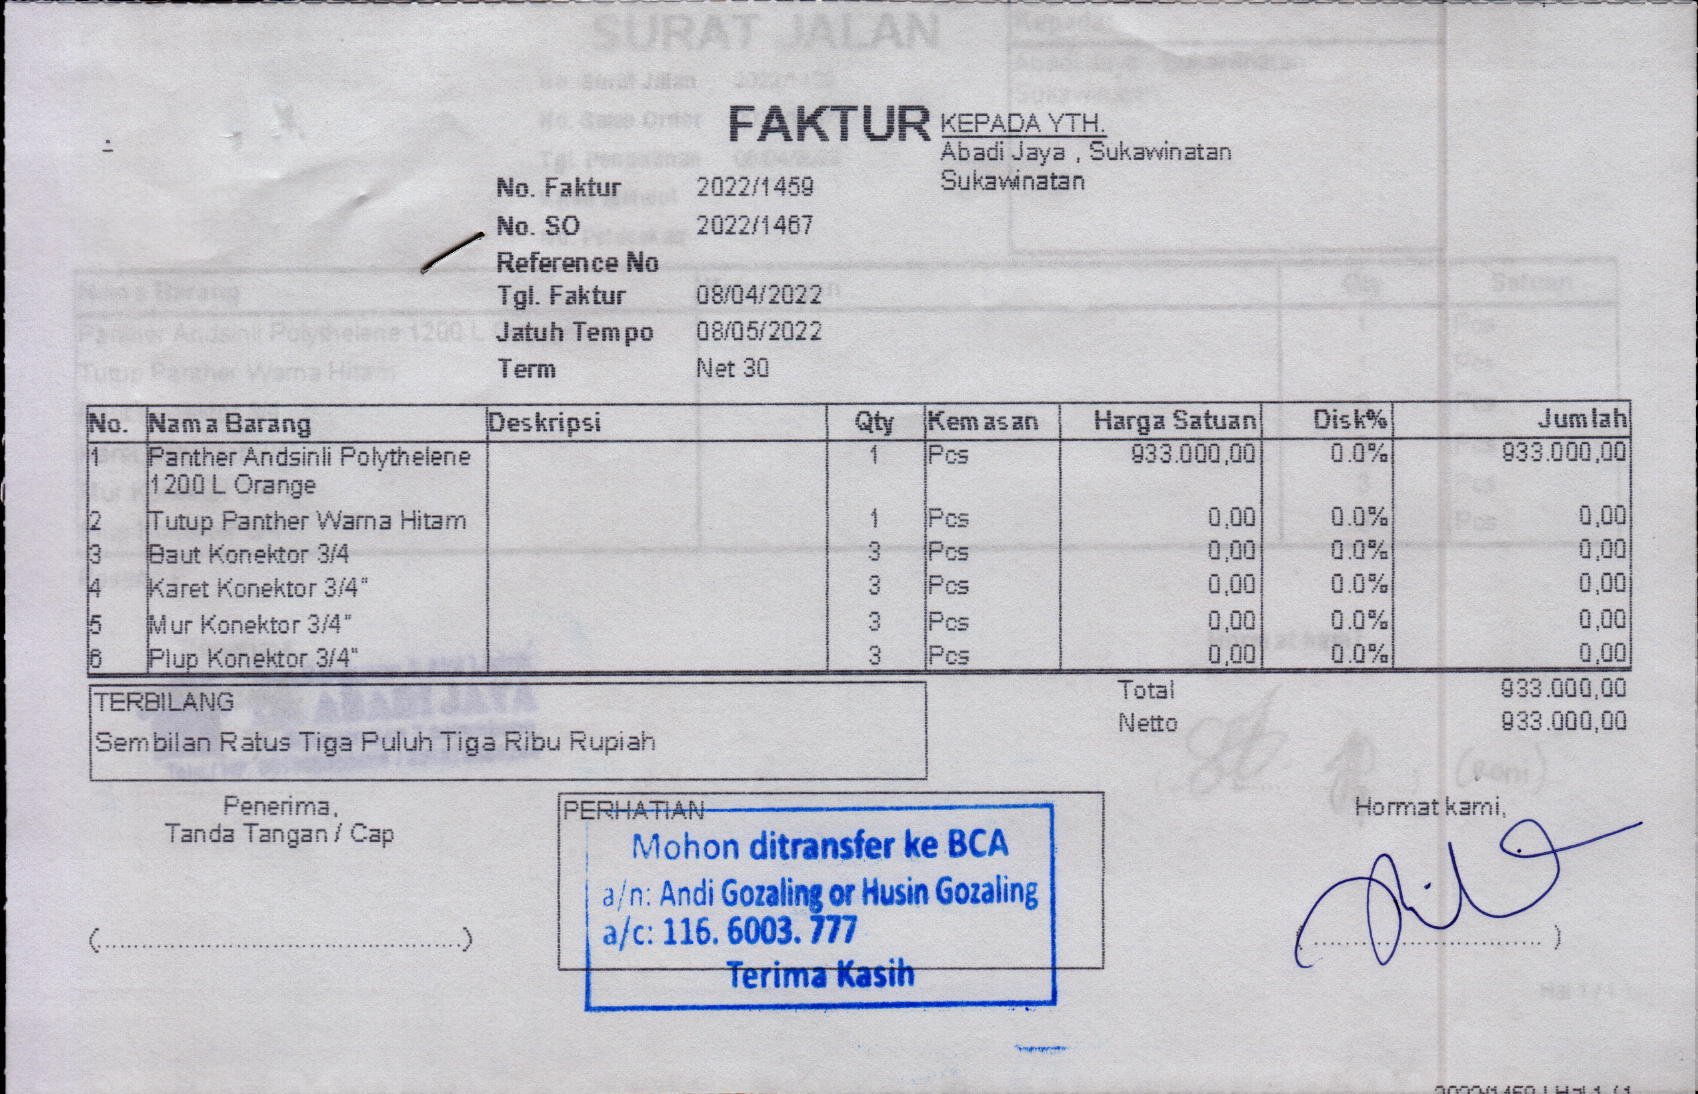 FAKTUR
KEPADA YTH.
Abadi Jaya , Sukawinatan
Sukawinatan
No. Faktur 2022/1459
No. SO 2022/1467
Reference No
Tgl. Faktur 08/04/2022
Jatuh Tempo 08/05/2022
Term Net 30
No. Nama Barang Deskripsi Qty Kemasan Harga Satuan Disk% Jumlah
1 Panther Andsinli Polythelene 1 Pcs 933.000,00 0.0% 933.000,00
1200 L Orange
2 Tutup Panther Warna Hitam 1 Pcs 0,00 0.0% 0,00
3 Baut Konektor 3/4 3 Pcs 0,00 0.0% 0,00
4 Karet Konektor 3/4" 3 Pcs 0,00 0.0% 0,00
5 Mur Konektor 3/4" 3 Pcs 0,00 0.0% 0,00
6 Plup Konektor 3/4" 3 Pcs 0,00 0.0% 0,00
TERBILANG
Sembilan Ratus Tiga Puluh Tiga Ribu Rupiah
Total 933.000,00
Netto 933.000,00
Penerima,
Tanda Tangan / Cap
(..........................................)
PERHATIAN
Mohon ditransfer ke BCA
a/n: Andi Gozaling or Husin Gozaling
a/c: 116. 6003. 777
Terima Kasih
Hormat kami,
(.............................)
2022/1459 | Hal 1 / 1